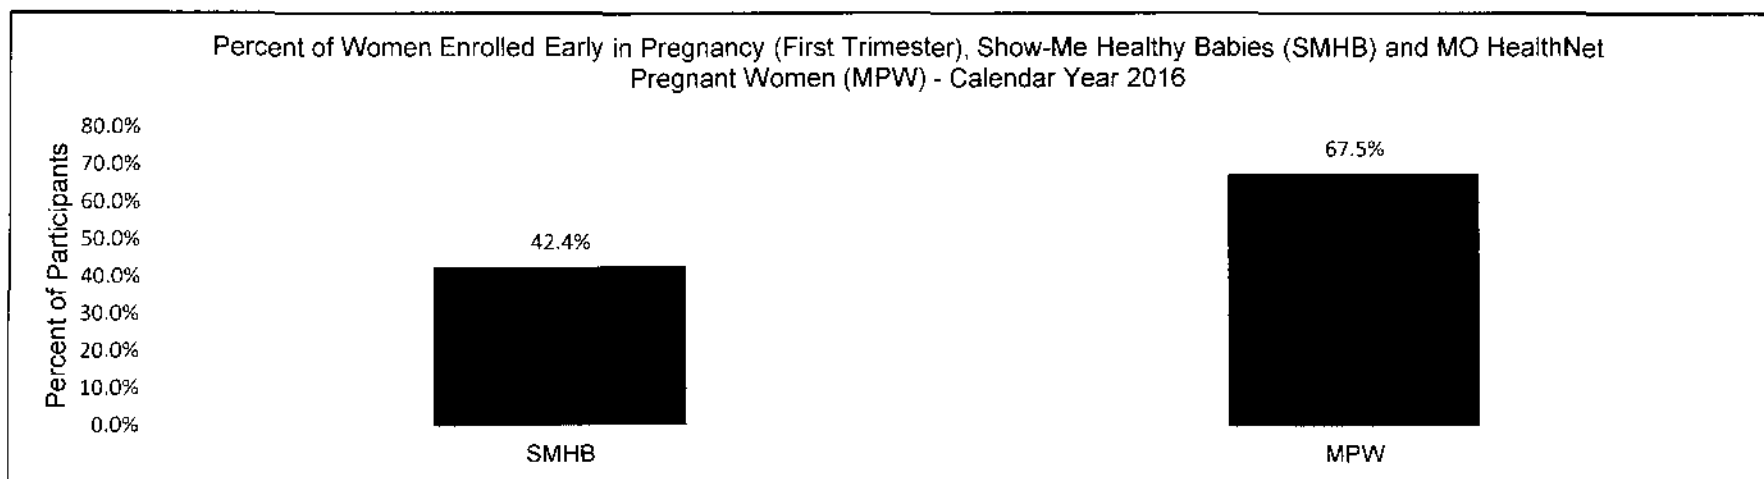 Percent of Women Enrolled Early in Pregnancy (First Trimester), Show-Me Healthy Babies (SMHB) and MO HealthNet
Pregnant Women (MPW) - Calendar Year 2016
Percent of Participants
80.0%
70.0%
60.0%
50.0%
40.0%
30.0%
20.0%
10.0%
0.0%
42.4%
67.5%
SMHB
MPW